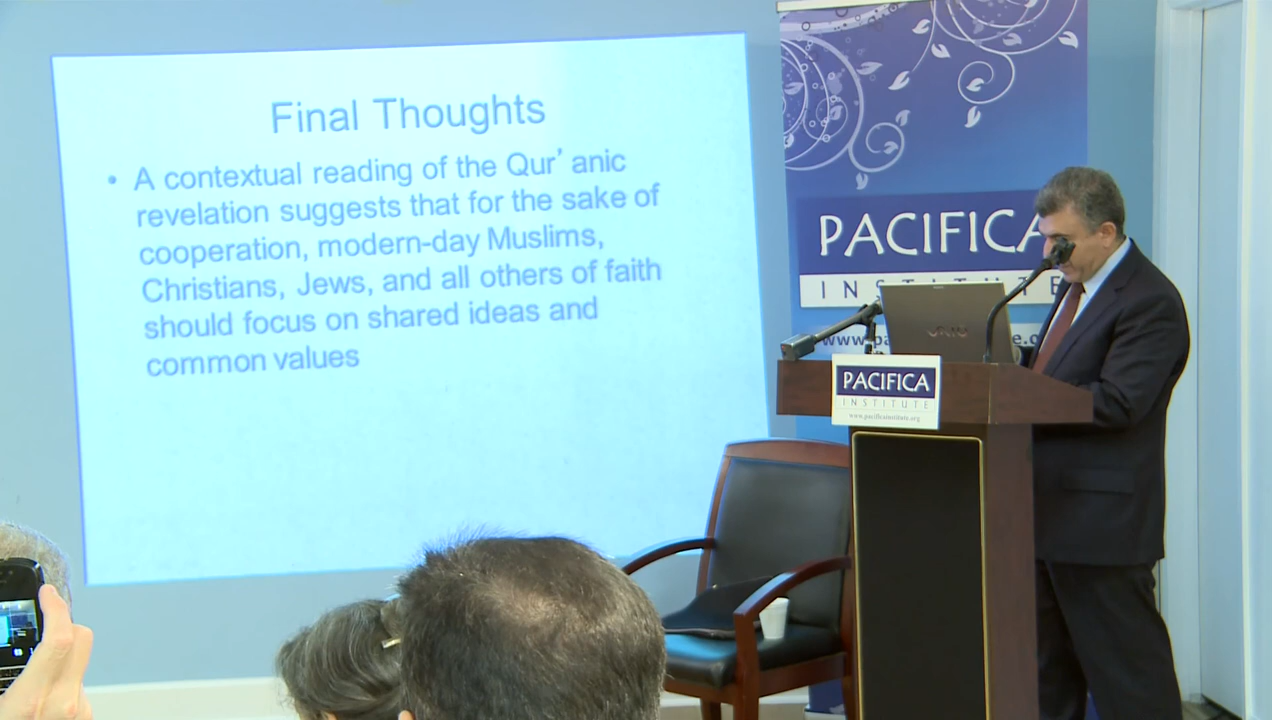 Final Thoughts
• A contextual reading of the Qur’ anic
revelation suggests that for the sake of
cooperation, modern-day Muslims,
Christians, Jews, and all others of faith
should focus on shared ideas and
common values
PACIFICA
PACIFICA
INSTITUTE
www.pacificainstitute.org